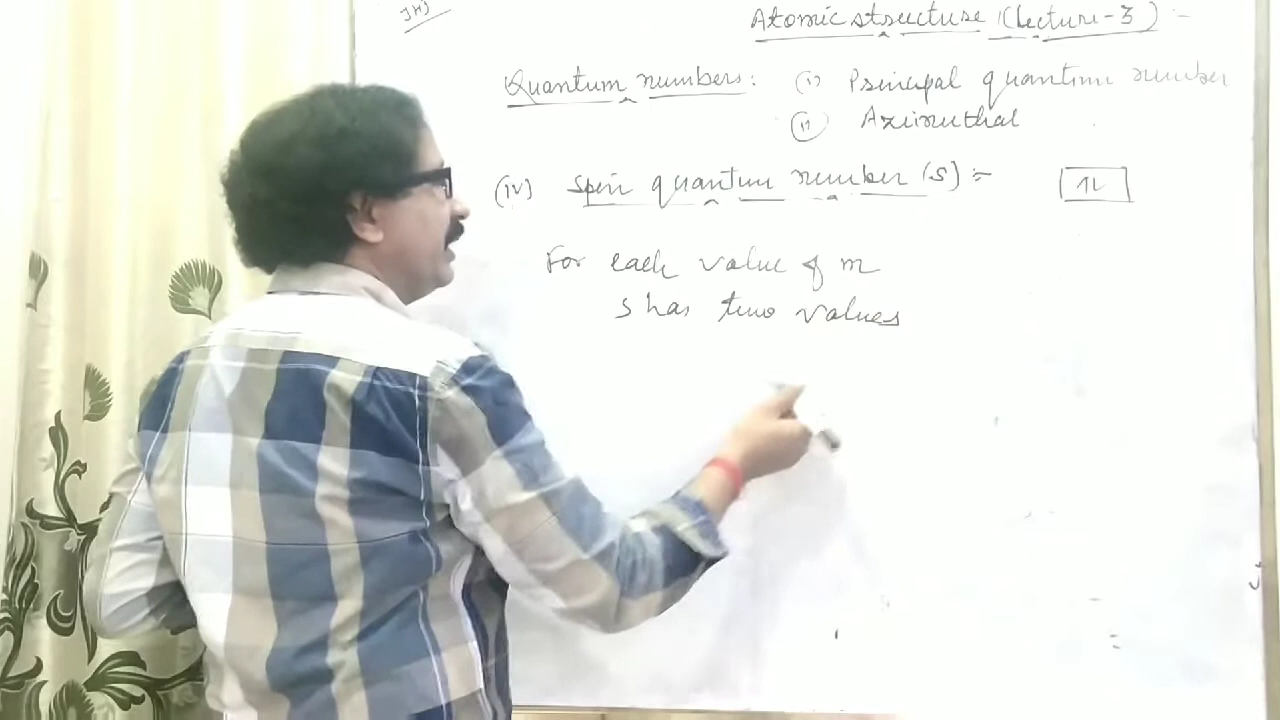 Atomic structure (Lecture-3) :-
Quantum numbers: (i) Principal quantum number
(ii) Azimuthal
(iv) Spin quantum number (s) :- 1L
For each value of m
s has two values